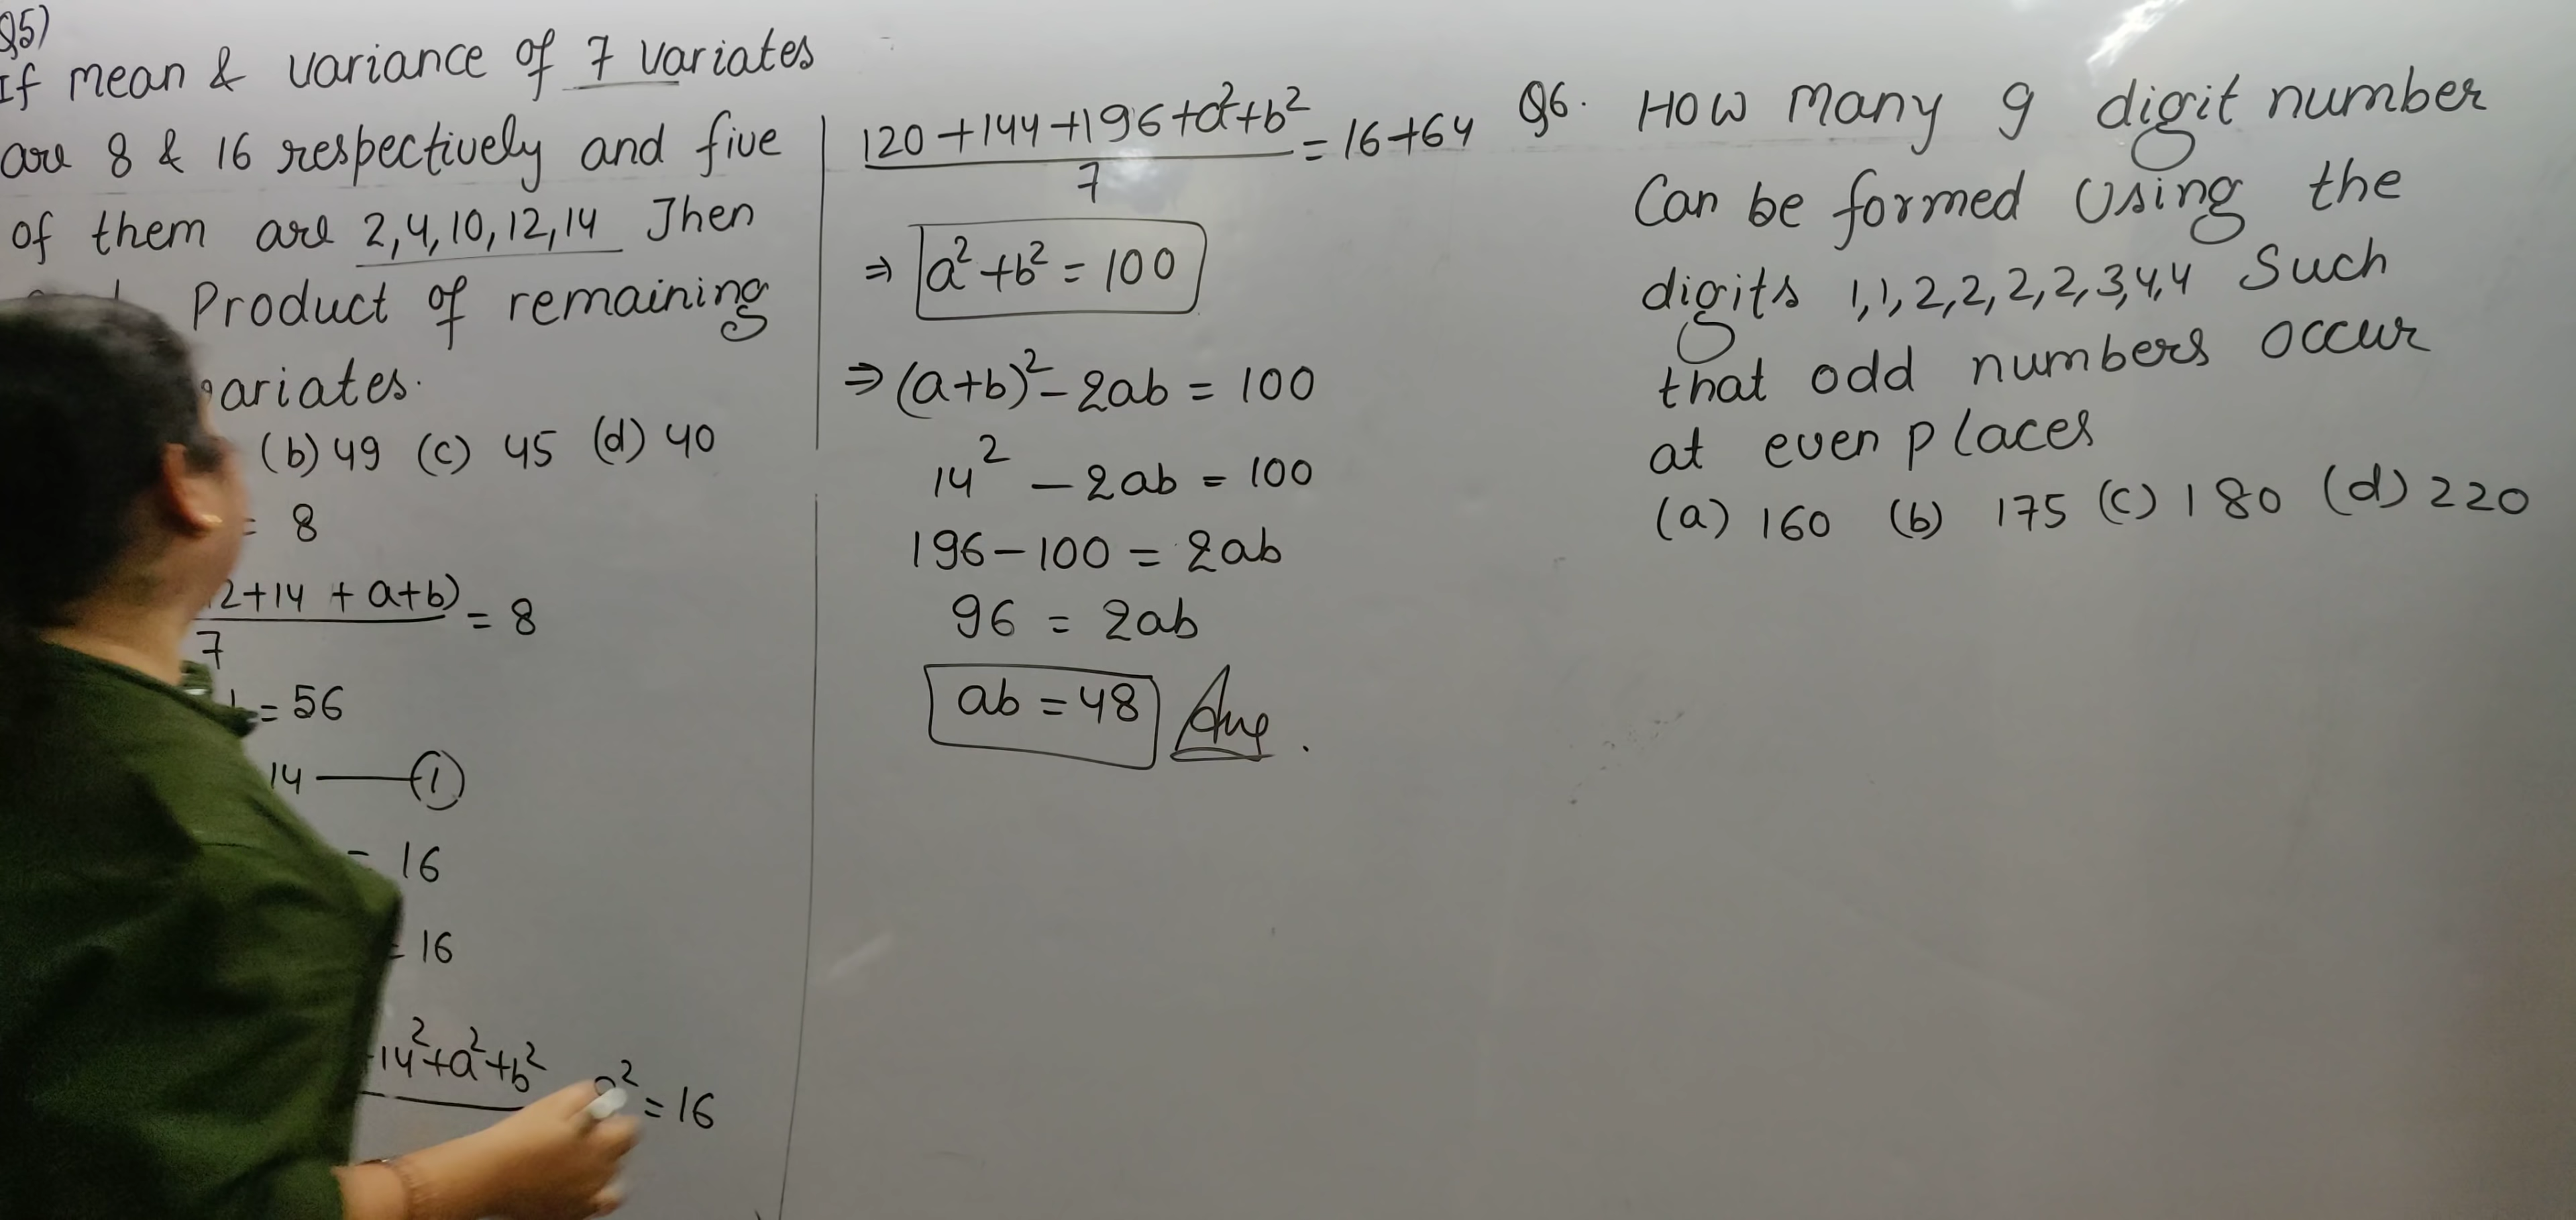 Q5)
If mean & variance of 7 variates
are 8 & 16 respectively and five
of them are 2,4,10,12,14 Then
Product of remaining
variates.
(b) 49 (c) 45 (d) 40
= 8
2+14 + a+b) = 8
7
= 56
14 —— 1
= 16
= 16
14²+a²+b² ² = 16
120+144+196+a²+b² = 16+64
7
⇒ a²+b² = 100
⇒ (a+b)²-2ab = 100
14² - 2ab = 100
196-100 = 2ab
96 = 2ab
ab = 48 Ans.
Q6. How many 9 digit number
Can be formed Using the
digits 1,1,2,2,2,2,3,4,4 Such
that odd numbers occur
at even places
(a) 160 (b) 175 (c) 180 (d) 220